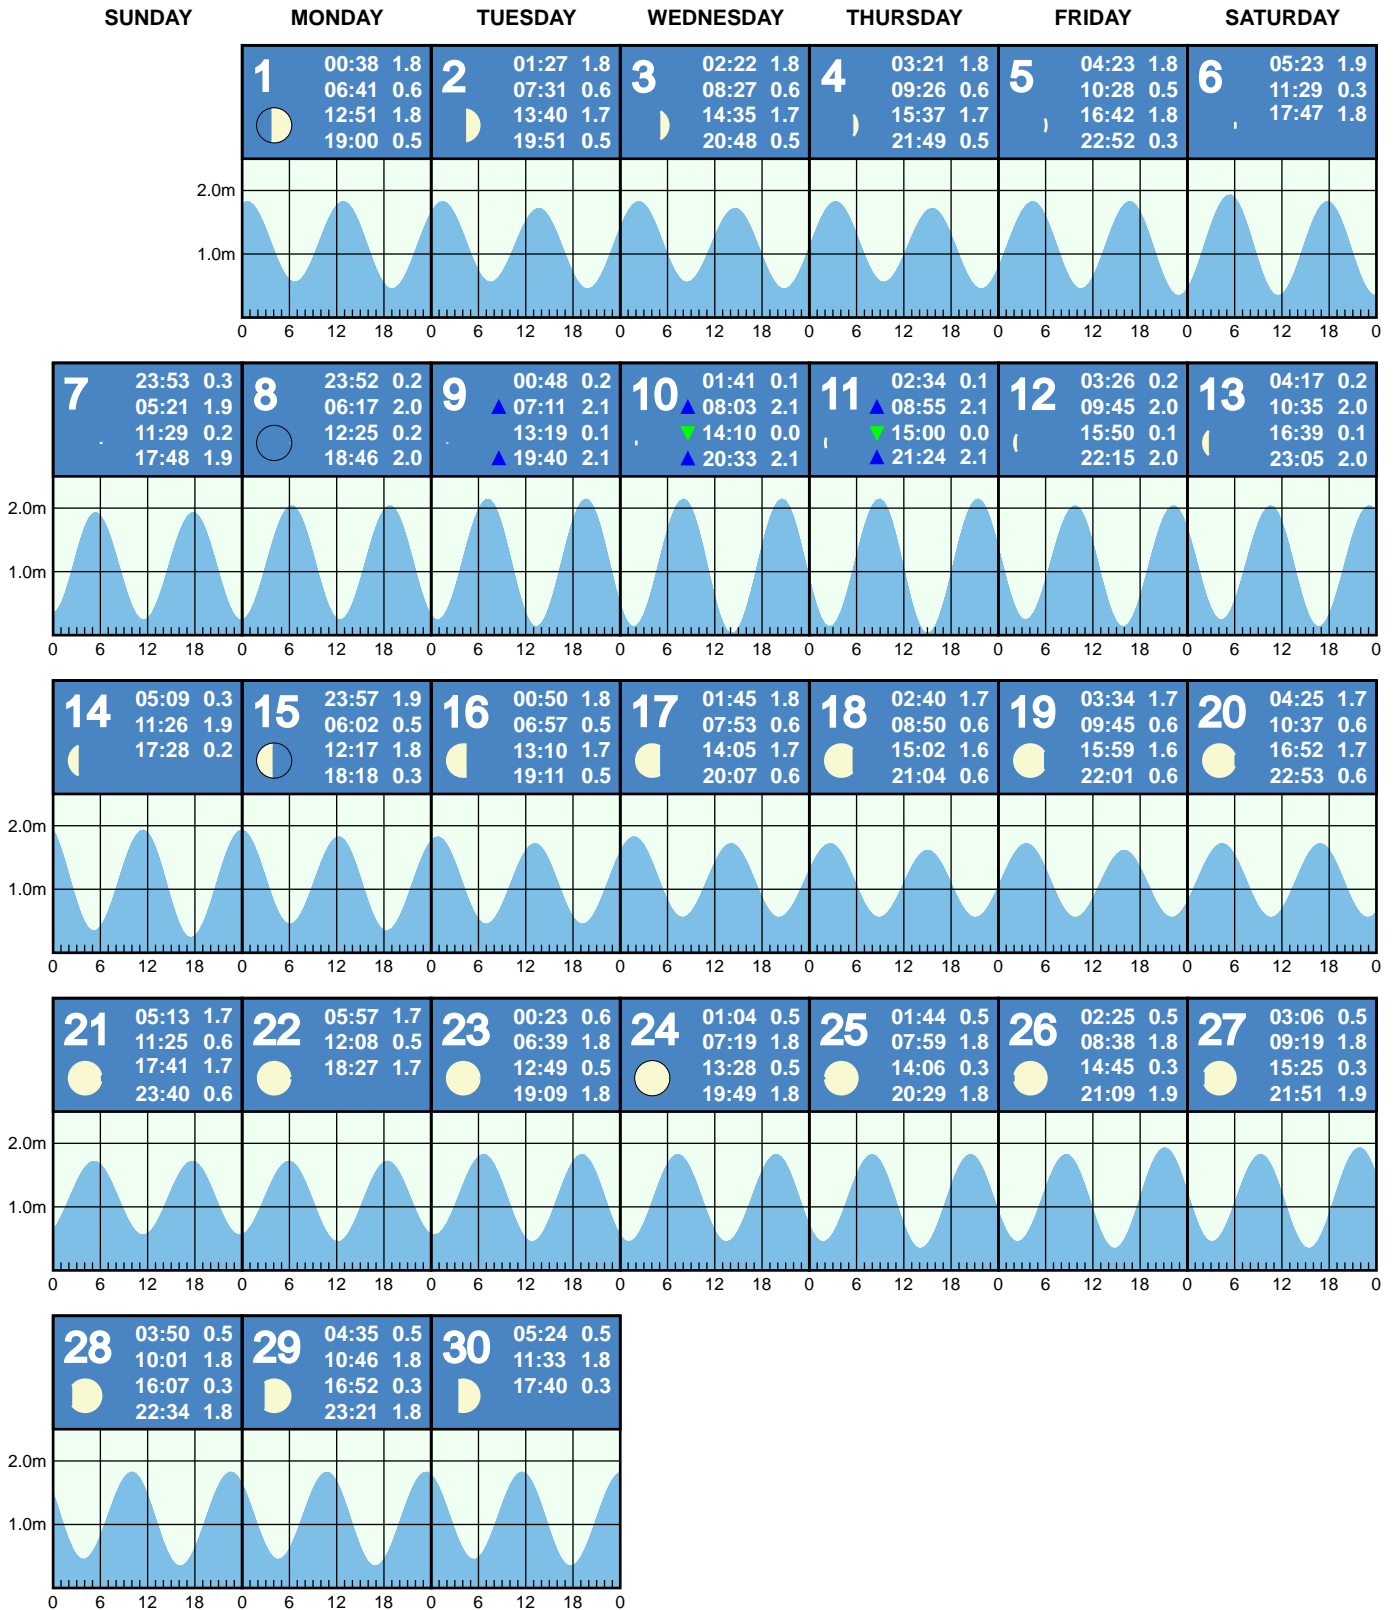 SUNDAY MONDAY TUESDAY WEDNESDAY THURSDAY FRIDAY SATURDAY
1 00:38 1.8
06:41 0.6
12:51 1.8
19:00 0.5
2 01:27 1.8
07:31 0.6
13:40 1.7
19:51 0.5
3 02:22 1.8
08:27 0.6
14:35 1.7
20:48 0.5
4 03:21 1.8
09:26 0.6
15:37 1.7
21:49 0.5
5 04:23 1.8
10:28 0.5
16:42 1.8
22:52 0.3
6 05:23 1.9
11:29 0.3
17:47 1.8
2.0m
1.0m
0 6 12 18 0 6 12 18 0 6 12 18 0 6 12 18 0 6 12 18 0 6 12 18 0
7 23:53 0.3
05:21 1.9
11:29 0.2
17:48 1.9
8 23:52 0.2
06:17 2.0
12:25 0.2
18:46 2.0
9 00:48 0.2
07:11 2.1
13:19 0.1
19:40 2.1
10 01:41 0.1
08:03 2.1
14:10 0.0
20:33 2.1
11 02:34 0.1
08:55 2.1
15:00 0.0
21:24 2.1
12 03:26 0.2
09:45 2.0
15:50 0.1
22:15 2.0
13 04:17 0.2
10:35 2.0
16:39 0.1
23:05 2.0
2.0m
1.0m
0 6 12 18 0 6 12 18 0 6 12 18 0 6 12 18 0 6 12 18 0 6 12 18 0 6 12 18 0
14 05:09 0.3
11:26 1.9
17:28 0.2
15 23:57 1.9
06:02 0.5
12:17 1.8
18:18 0.3
16 00:50 1.8
06:57 0.5
13:10 1.7
19:11 0.5
17 01:45 1.8
07:53 0.6
14:05 1.7
20:07 0.6
18 02:40 1.7
08:50 0.6
15:02 1.6
21:04 0.6
19 03:34 1.7
09:45 0.6
15:59 1.6
22:01 0.6
20 04:25 1.7
10:37 0.6
16:52 1.7
22:53 0.6
2.0m
1.0m
0 6 12 18 0 6 12 18 0 6 12 18 0 6 12 18 0 6 12 18 0 6 12 18 0 6 12 18 0
21 05:13 1.7
11:25 0.6
17:41 1.7
23:40 0.6
22 05:57 1.7
12:08 0.5
18:27 1.7
23 00:23 0.6
06:39 1.8
12:49 0.5
19:09 1.8
24 01:04 0.5
07:19 1.8
13:28 0.5
19:49 1.8
25 01:44 0.5
07:59 1.8
14:06 0.3
20:29 1.8
26 02:25 0.5
08:38 1.8
14:45 0.3
21:09 1.9
27 03:06 0.5
09:19 1.8
15:25 0.3
21:51 1.9
2.0m
1.0m
0 6 12 18 0 6 12 18 0 6 12 18 0 6 12 18 0 6 12 18 0 6 12 18 0 6 12 18 0
28 03:50 0.5
10:01 1.8
16:07 0.3
22:34 1.8
29 04:35 0.5
10:46 1.8
16:52 0.3
23:21 1.8
30 05:24 0.5
11:33 1.8
17:40 0.3
2.0m
1.0m
0 6 12 18 0 6 12 18 0 6 12 18 0